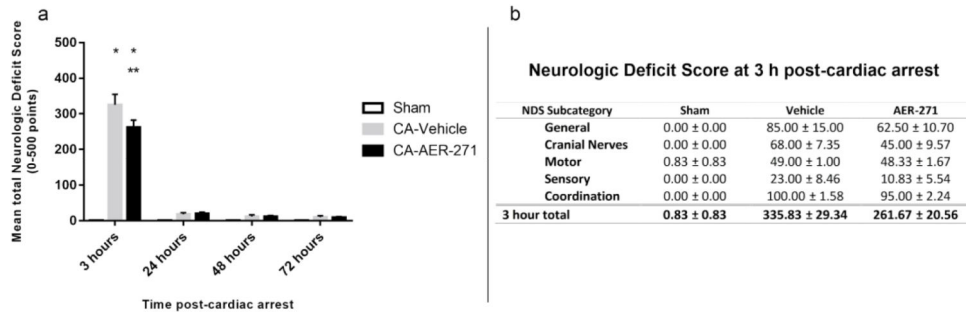 a
500
400
300
200
100
0
Mean total Neurologic Deficit Score
(0-500 points)
*
*
**
Sham
CA-Vehicle
CA-AER-271
3 hours
24 hours
48 hours
72 hours
Time post-cardiac arrest
b
Neurologic Deficit Score at 3 h post-cardiac arrest
NDS Subcategory Sham Vehicle AER-271
General 0.00 ± 0.00 85.00 ± 15.00 62.50 ± 10.70
Cranial Nerves 0.00 ± 0.00 68.00 ± 7.35 45.00 ± 9.57
Motor 0.83 ± 0.83 49.00 ± 1.00 48.33 ± 1.67
Sensory 0.00 ± 0.00 23.00 ± 8.46 10.83 ± 5.54
Coordination 0.00 ± 0.00 100.00 ± 1.58 95.00 ± 2.24
3 hour total 0.83 ± 0.83 335.83 ± 29.34 261.67 ± 20.56